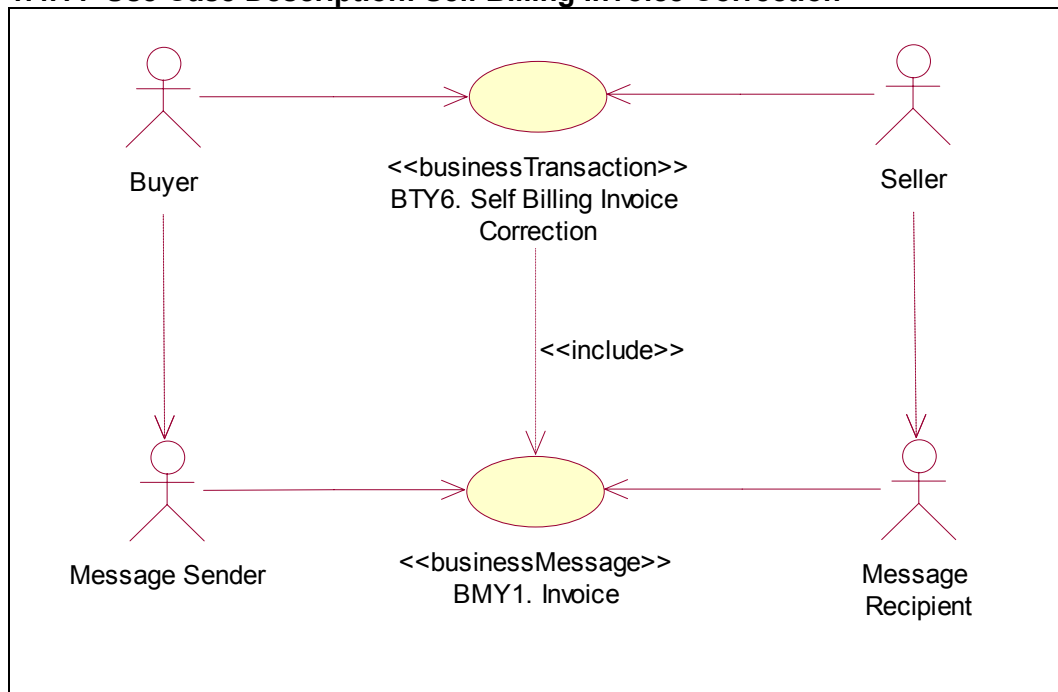 Buyer
<<businessTransaction>>
BTY6. Self Billing Invoice
Correction
Seller
<<include>>
Message Sender
<<businessMessage>>
BMY1. Invoice
Message
Recipient